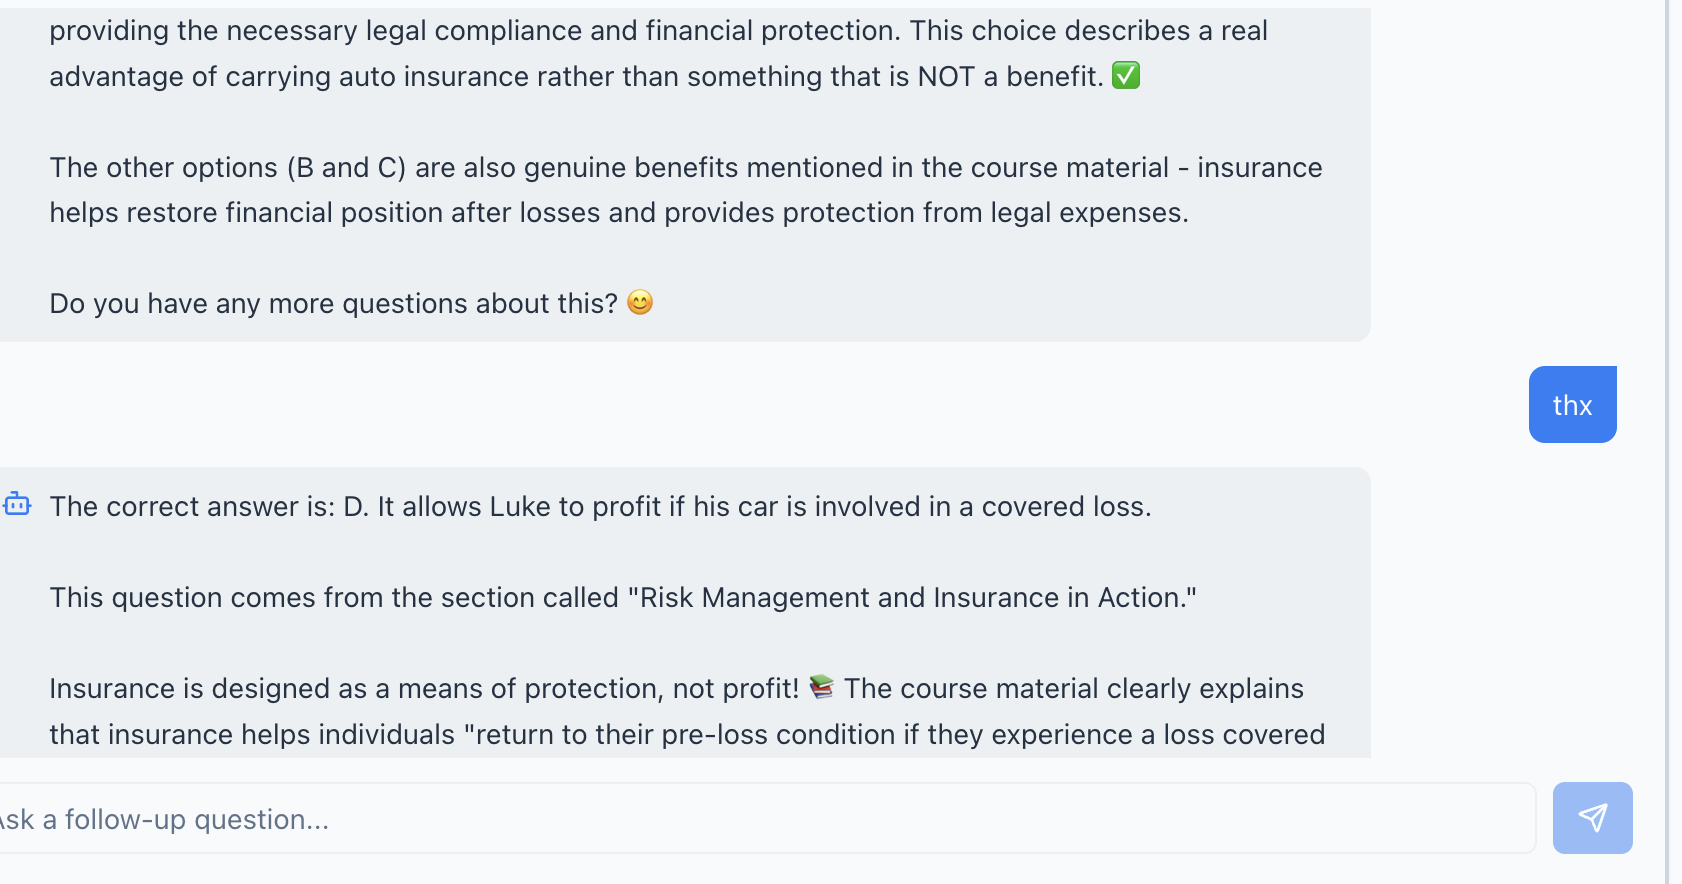 providing the necessary legal compliance and financial protection. This choice describes a real
advantage of carrying auto insurance rather than something that is NOT a benefit. ✅
The other options (B and C) are also genuine benefits mentioned in the course material - insurance
helps restore financial position after losses and provides protection from legal expenses.
Do you have any more questions about this? 😊
thx
The correct answer is: D. It allows Luke to profit if his car is involved in a covered loss.
This question comes from the section called "Risk Management and Insurance in Action."
Insurance is designed as a means of protection, not profit! 📚 The course material clearly explains
that insurance helps individuals "return to their pre-loss condition if they experience a loss covered
Ask a follow-up question...